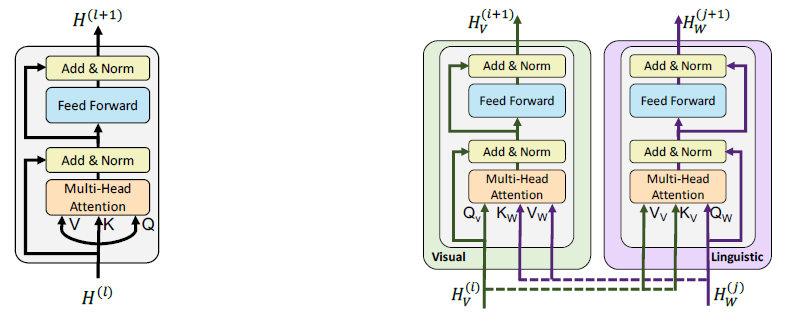 H^(l+1)
Add & Norm
Feed Forward
Add & Norm
Multi-Head
Attention
V K Q
H^(l)
H_V^(i+1)
Add & Norm
Feed Forward
Add & Norm
Multi-Head
Attention
Q_v K_W V_W
Visual
H_V^(i)
H_W^(j+1)
Add & Norm
Feed Forward
Add & Norm
Multi-Head
Attention
V_V K_V Q_W
Linguistic
H_W^(j)